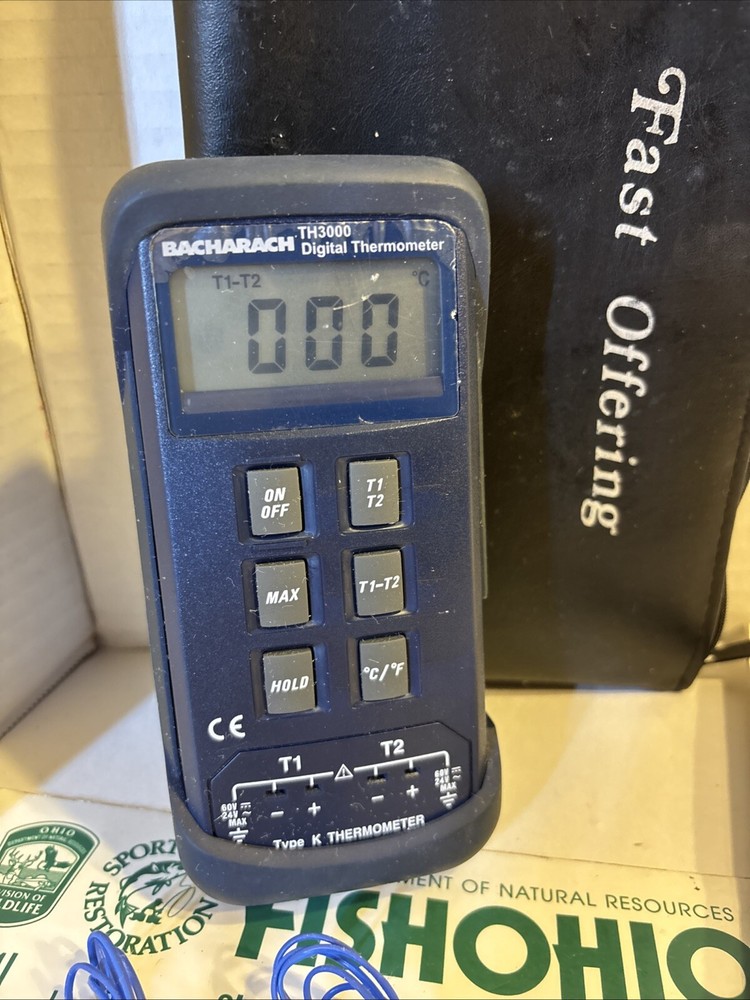 Fast Offering
TH3000
BACHARACH Digital Thermometer
T1-T2 °C
000
ON
OFF
T1
T2
MAX
T1-T2
HOLD
°C/°F
CE
T1 T2
60V
24V
MAX
- + - +
60V
24V
MAX
Type K THERMOMETER
OHIO
DIVISION OF
WILDLIFE
SPORT
RESTORATION
MENT OF NATURAL RESOURCES
FISHOHIO